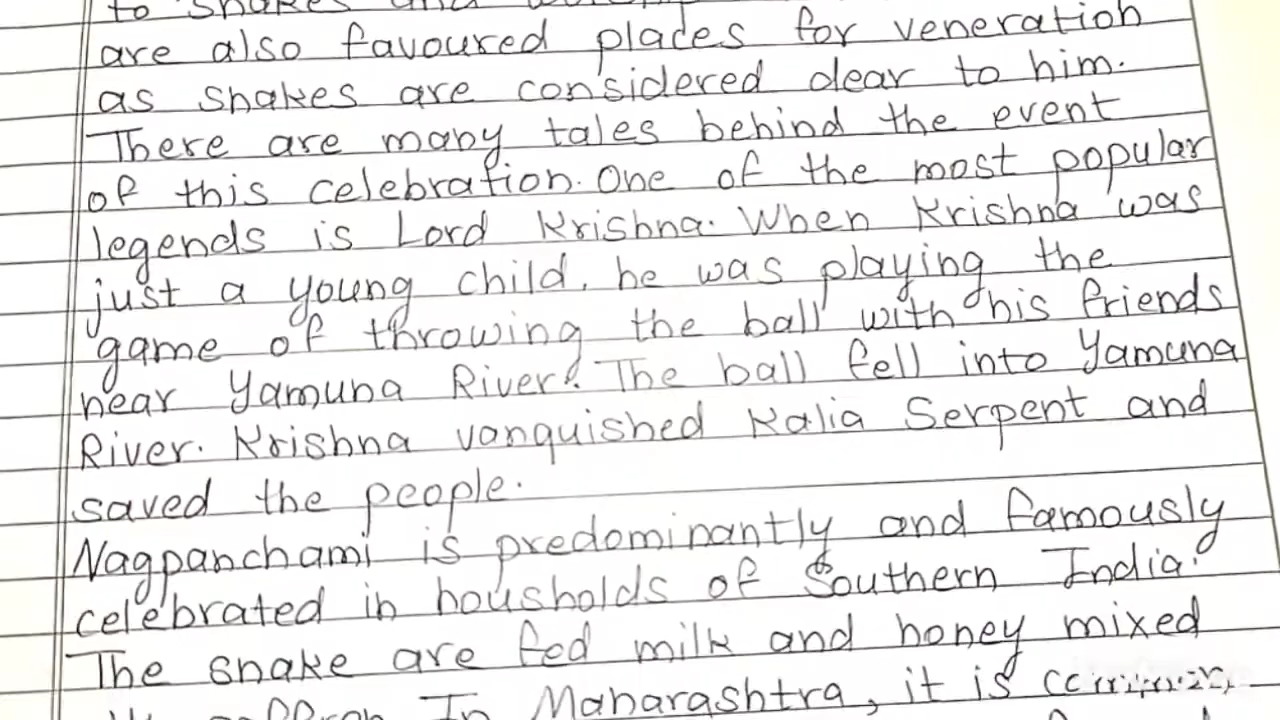 to snakes and
are also favoured places for veneration
as snakes are considered dear to him.
There are many tales behind the event
of this celebration. One of the most popular
legends is Lord Krishna. When Krishna was
just a young child, he was playing the
game of throwing the ball with his friends
near Yamuna River. The ball fell into Yamuna
River. Krishna vanquished Kalia Serpent and
saved the people.
Nagpanchami is predominantly and famously
celebrated in housholds of Southern India.
The snake are fed milk and honey mixed
In Maharashtra, it is common